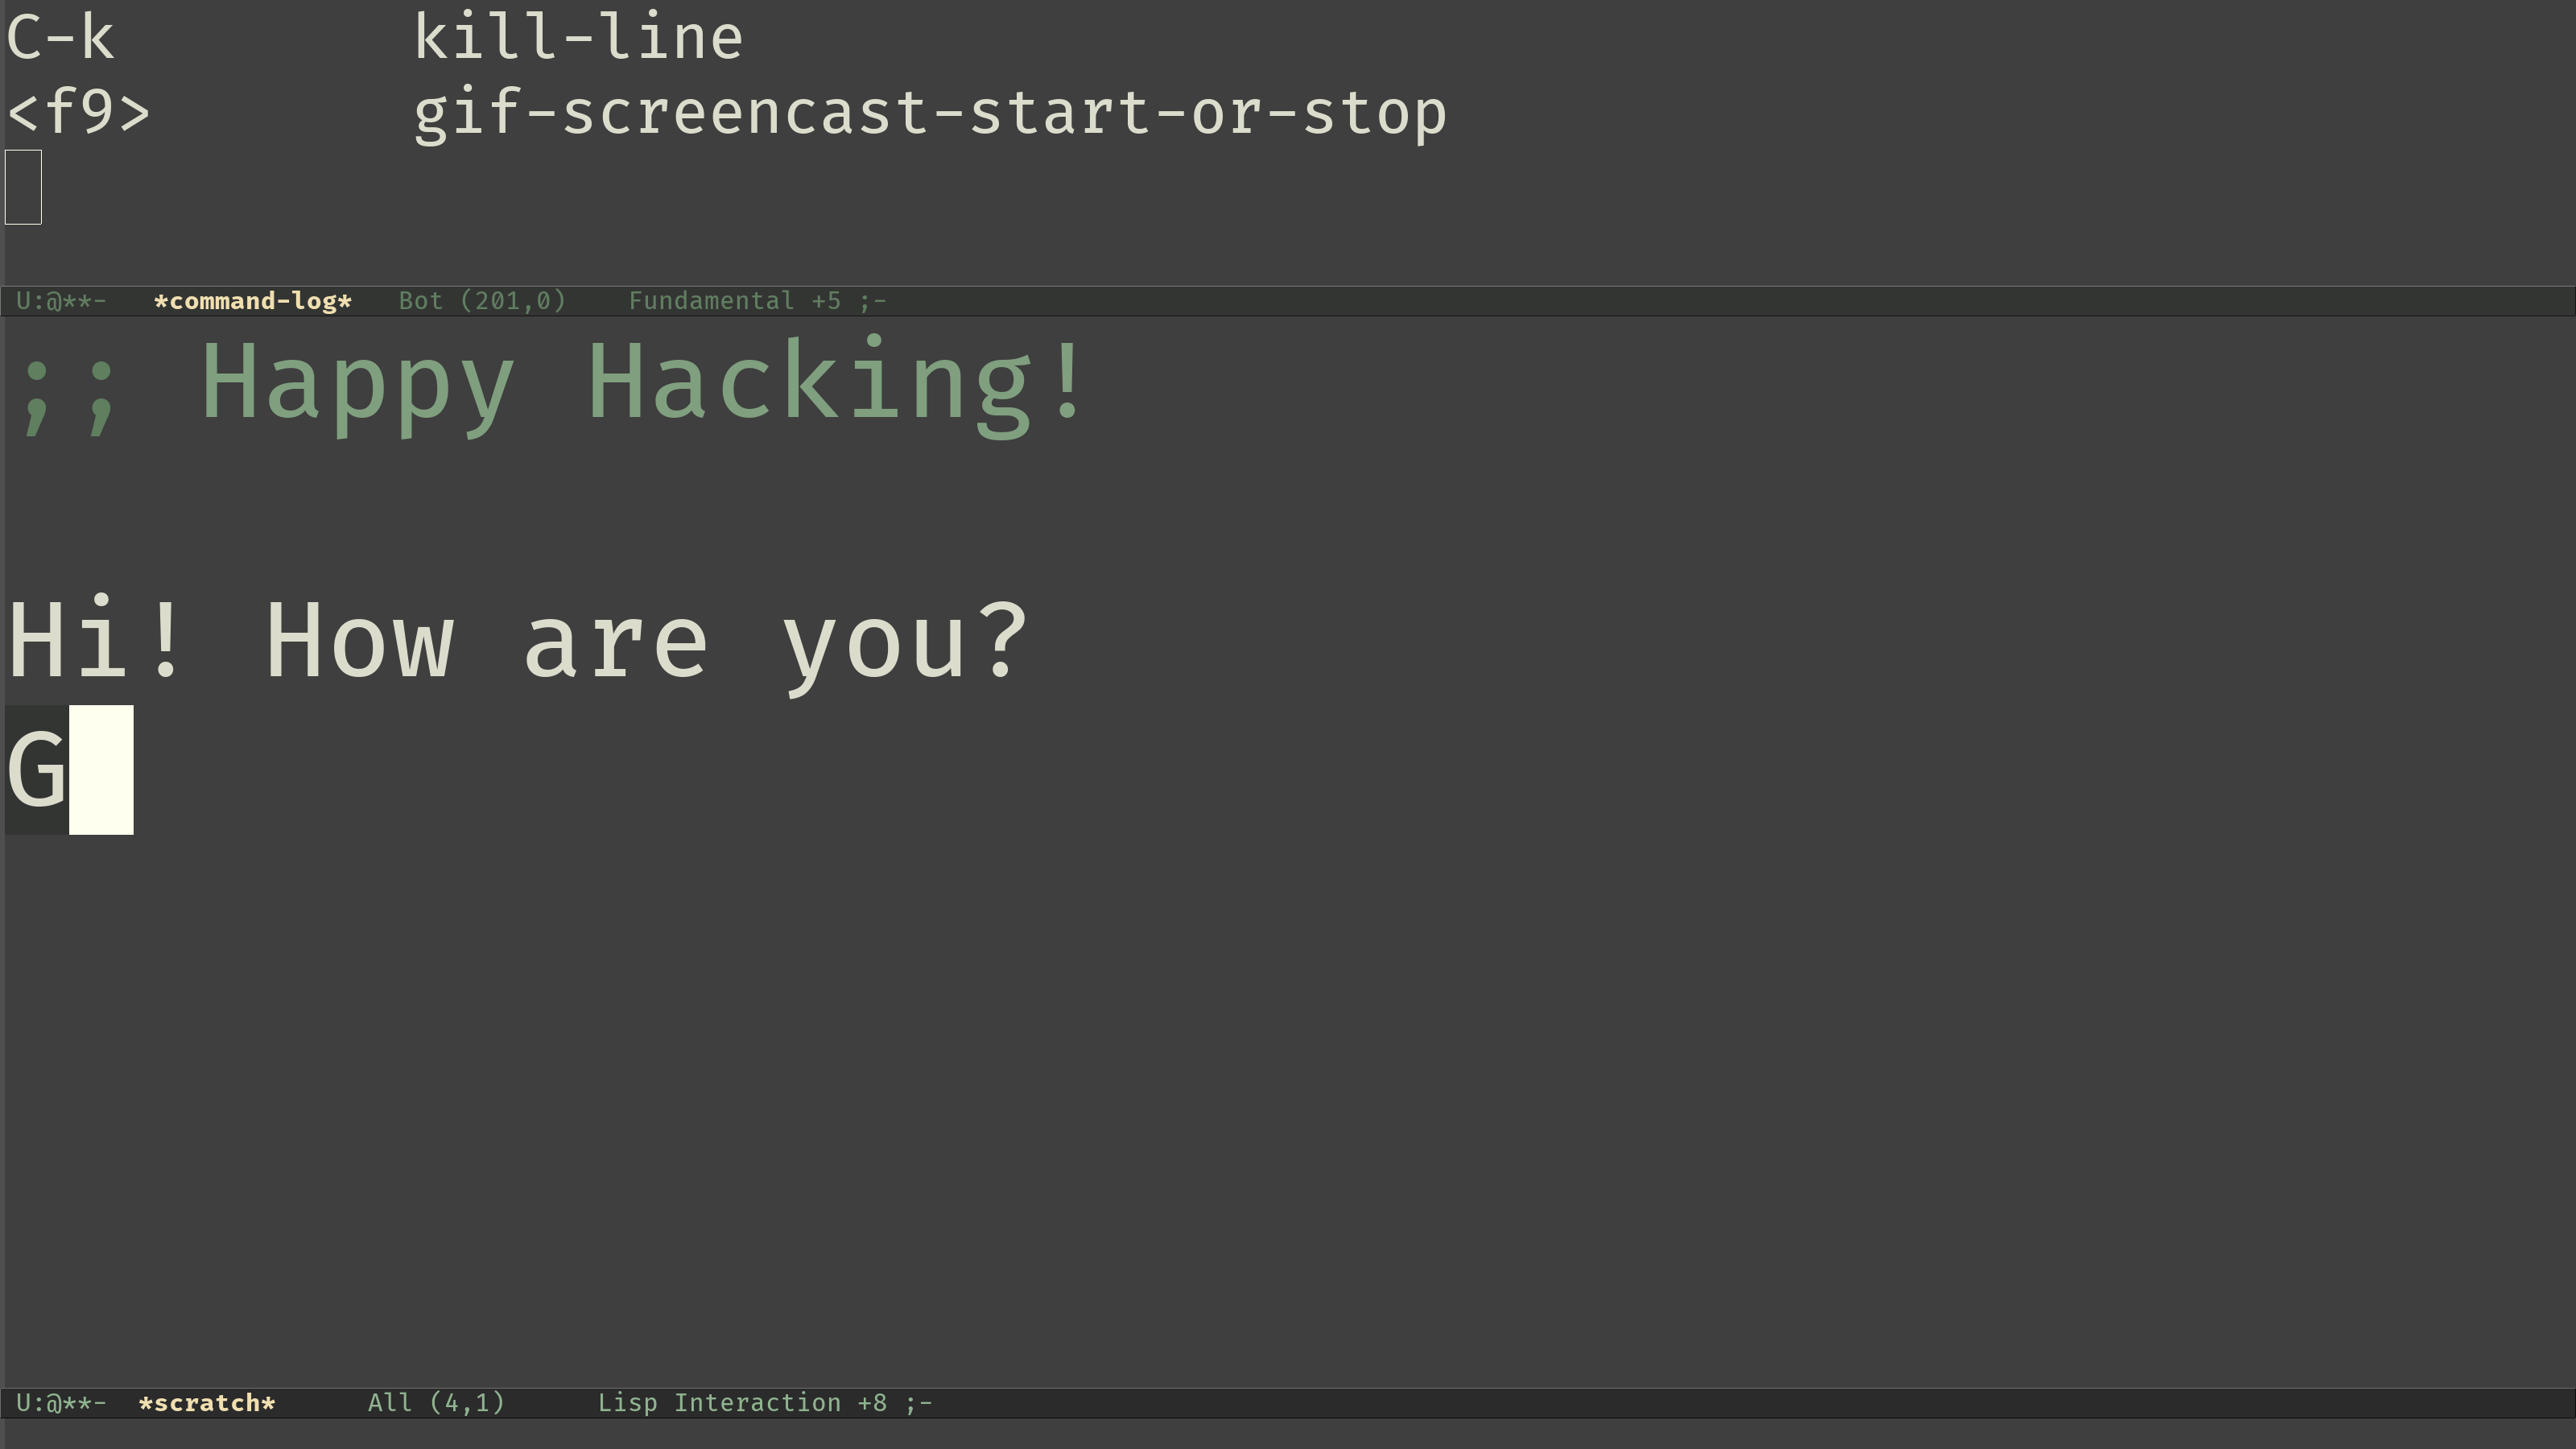 C-k kill-line
<f9> gif-screencast-start-or-stop
U:@**- *command-log* Bot (201,0) Fundamental +5 ;-
;; Happy Hacking!
Hi! How are you?
G
U:@**- *scratch* All (4,1) Lisp Interaction +8 ;-